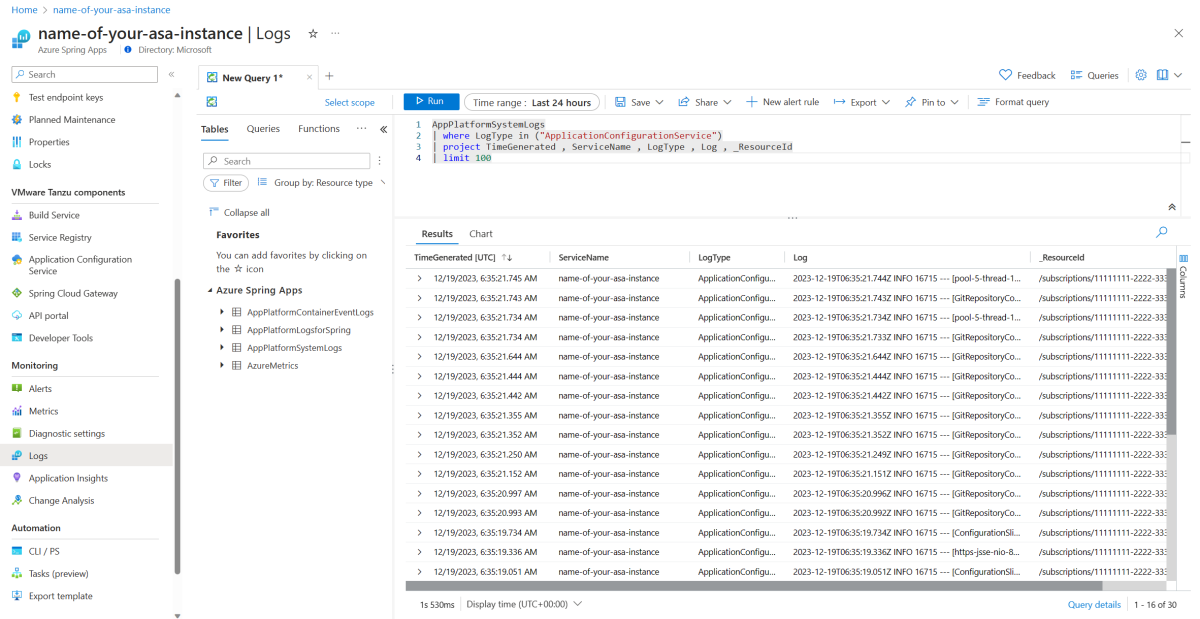 Home > name-of-your-asa-instance
name-of-your-asa-instance | Logs
Azure Spring Apps
Directory: Microsoft
Search
Test endpoint keys
Planned Maintenance
Properties
Locks
VMware Tanzu components
Build Service
Service Registry
Application Configuration
Service
Spring Cloud Gateway
API portal
Developer Tools
Monitoring
Alerts
Metrics
Diagnostic settings
Logs
Application Insights
Change Analysis
Automation
CLI / PS
Tasks (preview)
Export template
New Query 1*
Feedback
Queries
Select scope
Run
Time range : Last 24 hours
Save
Share
New alert rule
Export
Pin to
Format query
Tables
Queries
Functions
Search
Filter
Group by: Resource type
Collapse all
Favorites
You can add favorites by clicking on
the ☆ icon
Azure Spring Apps
AppPlatformContainerEventLogs
AppPlatformLogsforSpring
AppPlatformSystemLogs
AzureMetrics
1 AppPlatformSystemLogs
2 | where LogType in ("ApplicationConfigurationService")
3 | project TimeGenerated , ServiceName , LogType , Log , _ResourceId
4 | limit 100
Results
Chart
TimeGenerated [UTC] ↑↓ ServiceName LogType Log _ResourceId
12/19/2023, 6:35:21.745 AM name-of-your-asa-instance ApplicationConfigu... 2023-12-19T06:35:21.744Z INFO 16715 --- [pool-5-thread-1... /subscriptions/11111111-2222-333
12/19/2023, 6:35:21.743 AM name-of-your-asa-instance ApplicationConfigu... 2023-12-19T06:35:21.743Z INFO 16715 --- [GitRepositoryCo... /subscriptions/11111111-2222-333
12/19/2023, 6:35:21.734 AM name-of-your-asa-instance ApplicationConfigu... 2023-12-19T06:35:21.734Z INFO 16715 --- [pool-5-thread-1... /subscriptions/11111111-2222-333
12/19/2023, 6:35:21.734 AM name-of-your-asa-instance ApplicationConfigu... 2023-12-19T06:35:21.733Z INFO 16715 --- [GitRepositoryCo... /subscriptions/11111111-2222-333
12/19/2023, 6:35:21.644 AM name-of-your-asa-instance ApplicationConfigu... 2023-12-19T06:35:21.644Z INFO 16715 --- [GitRepositoryCo... /subscriptions/11111111-2222-333
12/19/2023, 6:35:21.444 AM name-of-your-asa-instance ApplicationConfigu... 2023-12-19T06:35:21.444Z INFO 16715 --- [GitRepositoryCo... /subscriptions/11111111-2222-333
12/19/2023, 6:35:21.442 AM name-of-your-asa-instance ApplicationConfigu... 2023-12-19T06:35:21.442Z INFO 16715 --- [GitRepositoryCo... /subscriptions/11111111-2222-333
12/19/2023, 6:35:21.355 AM name-of-your-asa-instance ApplicationConfigu... 2023-12-19T06:35:21.355Z INFO 16715 --- [GitRepositoryCo... /subscriptions/11111111-2222-333
12/19/2023, 6:35:21.352 AM name-of-your-asa-instance ApplicationConfigu... 2023-12-19T06:35:21.352Z INFO 16715 --- [GitRepositoryCo... /subscriptions/11111111-2222-333
12/19/2023, 6:35:21.250 AM name-of-your-asa-instance ApplicationConfigu... 2023-12-19T06:35:21.249Z INFO 16715 --- [GitRepositoryCo... /subscriptions/11111111-2222-333
12/19/2023, 6:35:21.152 AM name-of-your-asa-instance ApplicationConfigu... 2023-12-19T06:35:21.151Z INFO 16715 --- [GitRepositoryCo... /subscriptions/11111111-2222-333
12/19/2023, 6:35:20.997 AM name-of-your-asa-instance ApplicationConfigu... 2023-12-19T06:35:20.996Z INFO 16715 --- [GitRepositoryCo... /subscriptions/11111111-2222-333
12/19/2023, 6:35:20.993 AM name-of-your-asa-instance ApplicationConfigu... 2023-12-19T06:35:20.992Z INFO 16715 --- [GitRepositoryCo... /subscriptions/11111111-2222-333
12/19/2023, 6:35:19.734 AM name-of-your-asa-instance ApplicationConfigu... 2023-12-19T06:35:19.734Z INFO 16715 --- [ConfigurationSli... /subscriptions/11111111-2222-333
12/19/2023, 6:35:19.336 AM name-of-your-asa-instance ApplicationConfigu... 2023-12-19T06:35:19.336Z INFO 16715 --- [https-jsse-nio-8... /subscriptions/11111111-2222-333
12/19/2023, 6:35:19.051 AM name-of-your-asa-instance ApplicationConfigu... 2023-12-19T06:35:19.051Z INFO 16715 --- [ConfigurationSli... /subscriptions/11111111-2222-333
Columns
1s 530ms
Display time (UTC+00:00)
Query details
1 - 16 of 30